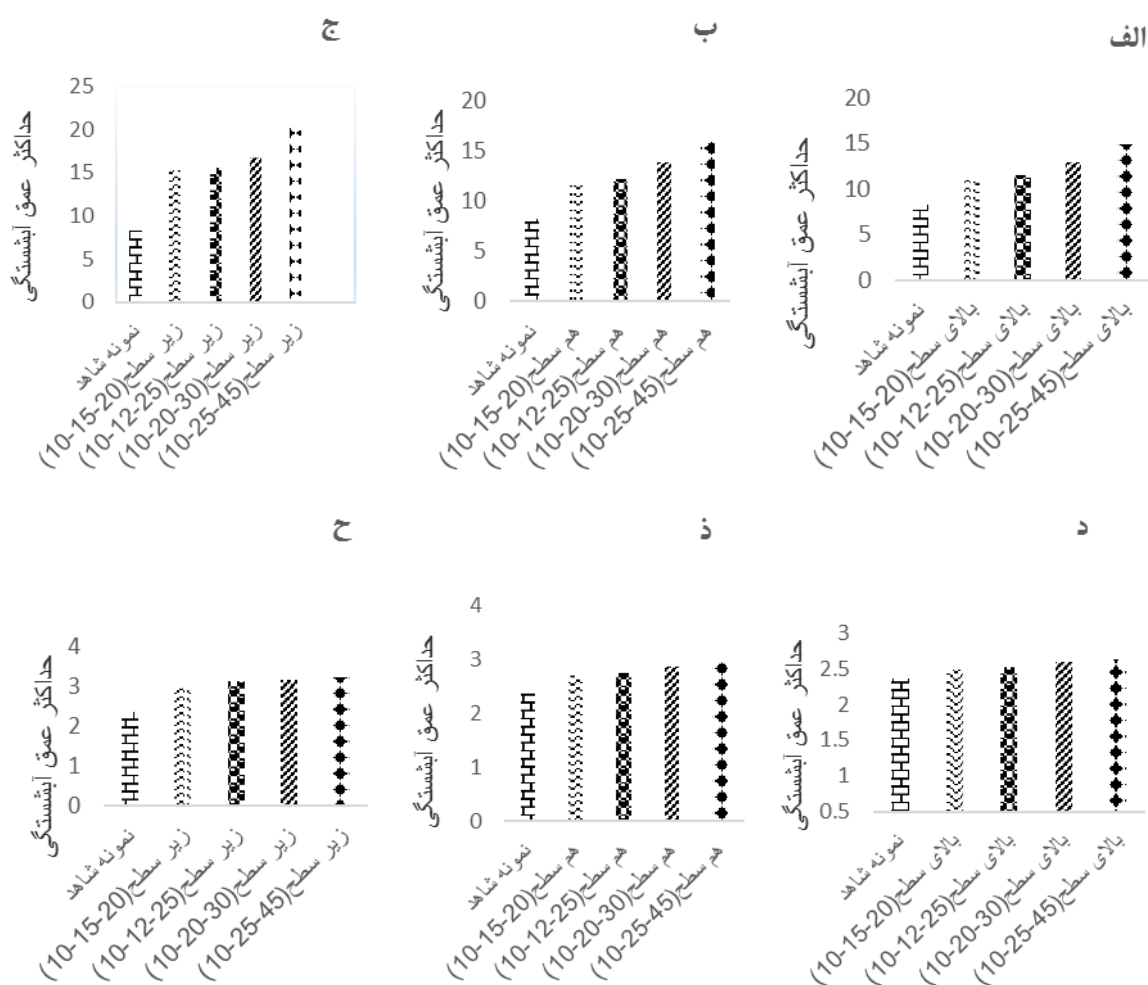 الف
حداکثر عمق آبشستگی
20
15
10
5
0
نمونه شاهد
بالای سطح(20-15-10)
بالای سطح(25-12-10)
بالای سطح(30-20-10)
بالای سطح(45-25-10)
ب
حداکثر عمق آبشستگی
20
15
10
5
0
نمونه شاهد
هم سطح(20-15-10)
هم سطح(25-12-10)
هم سطح(30-20-10)
هم سطح(45-25-10)
ج
حداکثر عمق آبشستگی
25
20
15
10
5
0
نمونه شاهد
زیر سطح(20-15-10)
زیر سطح(25-12-10)
زیر سطح(30-20-10)
زیر سطح(45-25-10)
د
حداکثر عمق آبشستگی
3
2.5
2
1.5
1
0.5
نمونه شاهد
بالای سطح(20-15-10)
بالای سطح(25-12-10)
بالای سطح(30-20-10)
بالای سطح(45-25-10)
ذ
حداکثر عمق آبشستگی
4
3
2
1
0
نمونه شاهد
هم سطح(20-15-10)
هم سطح(25-12-10)
هم سطح(30-20-10)
هم سطح(45-25-10)
ح
حداکثر عمق آبشستگی
4
3
2
1
0
نمونه شاهد
زیر سطح(20-15-10)
زیر سطح(25-12-10)
زیر سطح(30-20-10)
زیر سطح(45-25-10)